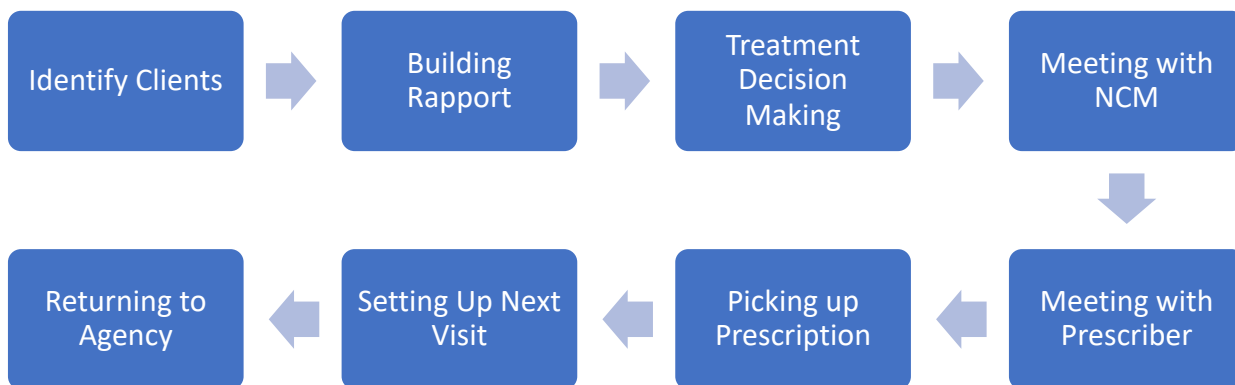 Identify Clients
Building
Rapport
Treatment
Decision
Making
Meeting with
NCM
Meeting with
Prescriber
Picking up
Prescription
Setting Up Next
Visit
Returning to
Agency